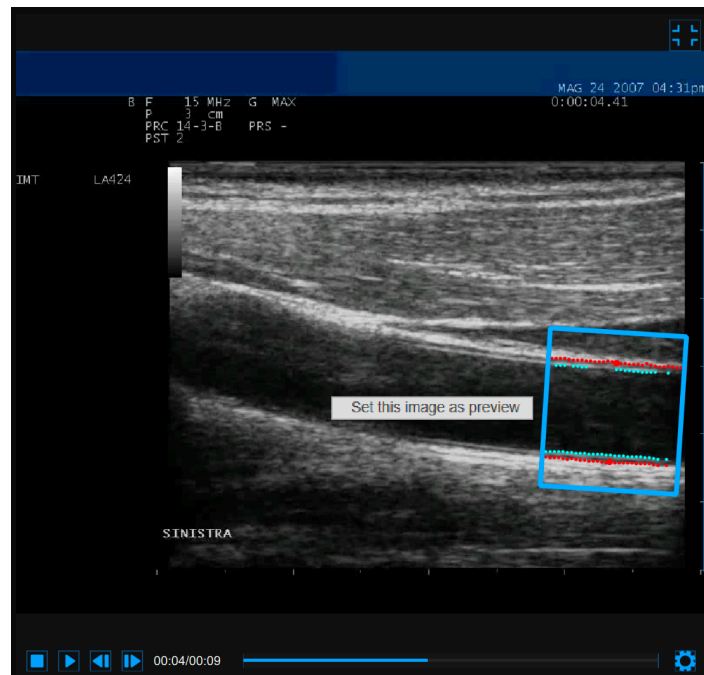 MAG 24 2007 04:31pm
B F 15 MHz G MAX 0:00:04.41
P 3 cm
PRC 14-3-B PRS -
PST 2
IMT LA424
Set this image as preview
SINISTRA
00:04/00:09